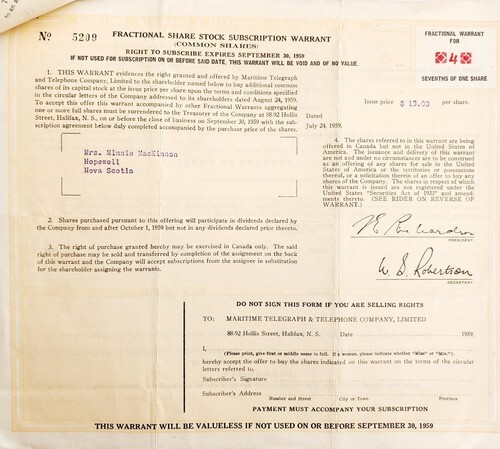 No 5209
FRACTIONAL SHARE STOCK SUBSCRIPTION WARRANT
(COMMON SHARES)
RIGHT TO SUBSCRIBE EXPIRES SEPTEMBER 30, 1959
IF NOT USED FOR SUBSCRIPTION ON OR BEFORE SAID DATE, THIS WARRANT WILL BE VOID AND OF NO VALUE.
FRACTIONAL WARRANT
FOR
4
SEVENTHS OF ONE SHARE
1. THIS WARRANT evidences the right granted and offered by Maritime Telegraph
and Telephone Company, Limited to the shareholder named below to buy additional common
shares of its capital stock at the issue price per share upon the terms and conditions specified
in the circular letters of the Company addressed to its shareholders dated August 24, 1959.
To accept this offer this warrant accompanied by other Fractional Warrants aggregating
one or more full shares must be surrendered to the Treasurer of the Company at 88-92 Hollis
Street, Halifax, N. S., on or before the close of business on September 30, 1959 with the sub-
scription agreement below duly completed accompanied by the purchase price of the shares.
Mrs. Minnie MacKinnon
Hopewell
Nova Scotia
2. Shares purchased pursuant to this offering will participate in dividends declared by
the Company from and after October 1, 1959 but not in any dividends declared prior thereto.
3. The right of purchase granted hereby may be exercised in Canada only. The said
right of purchase may be sold and transferred by completion of the assignment on the back
of this warrant and the Company will accept subscriptions from the assignee in substitution
for the shareholder assigning the warrants.
Issue price $ 13.00 per share.
Dated
July 24, 1959.
4. The shares referred to in this warrant are being
offered in Canada but not in the United States of
America. The issuance and delivery of this warrant
are not and under no circumstances are to be construed
as an offering of any shares for sale in the United
States of America or the territories or possessions
thereof, or a solicitation therein of an offer to buy any
shares of the Company. The shares in respect of which
this warrant is issued are not registered under the
United States "Securities Act of 1933" and amend-
ments thereto. (SEE RIDER ON REVERSE OF
WARRANT.)
PRESIDENT
W. S. Robertson
SECRETARY
DO NOT SIGN THIS FORM IF YOU ARE SELLING RIGHTS
TO: MARITIME TELEGRAPH & TELEPHONE COMPANY, LIMITED
88-92 Hollis Street, Halifax, N. S. Date 1959.
I,
(Please print, give first or middle name in full. If a woman, please indicate whether "Miss" or "Mrs.")
hereby accept the offer to buy the shares indicated on this warrant on the terms of the circular
letters referred to.
Subscriber's Signature
Subscriber's Address
Number and Street City or Town Province
PAYMENT MUST ACCOMPANY YOUR SUBSCRIPTION
THIS WARRANT WILL BE VALUELESS IF NOT USED ON OR BEFORE SEPTEMBER 30, 1959